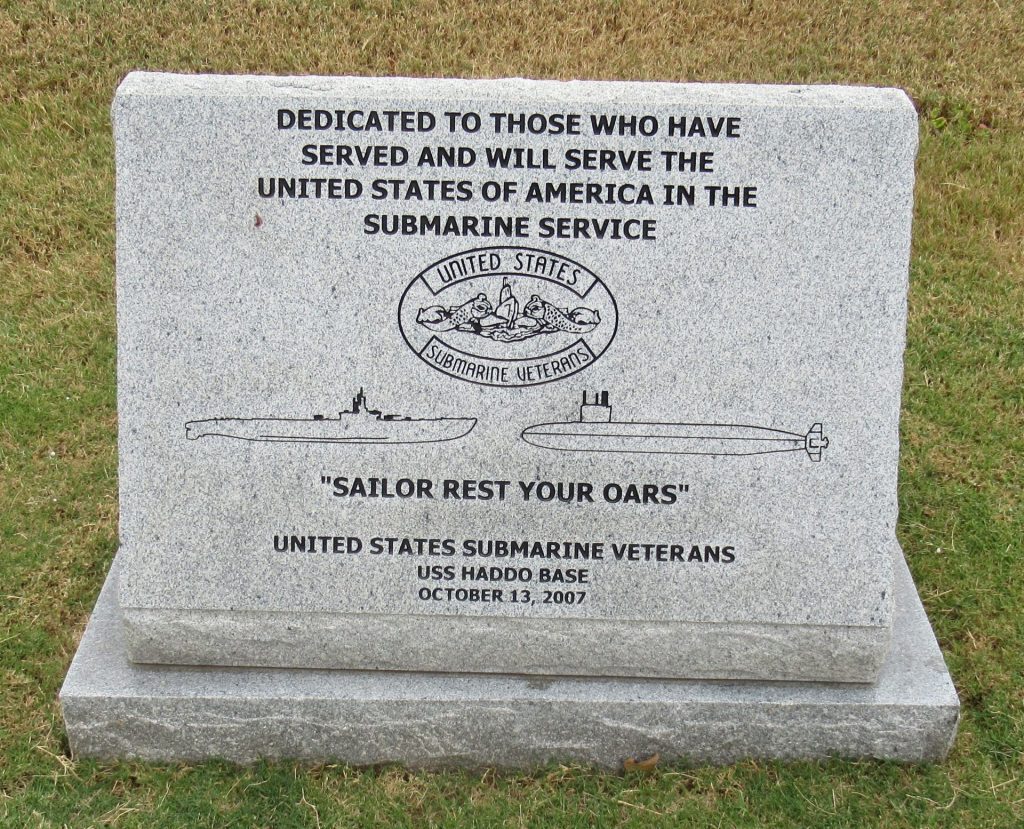 DEDICATED TO THOSE WHO HAVE
SERVED AND WILL SERVE THE
UNITED STATES OF AMERICA IN THE
SUBMARINE SERVICE
UNITED STATES
SUBMARINE VETERANS
"SAILOR REST YOUR OARS"
UNITED STATES SUBMARINE VETERANS
USS HADDO BASE
OCTOBER 13, 2007